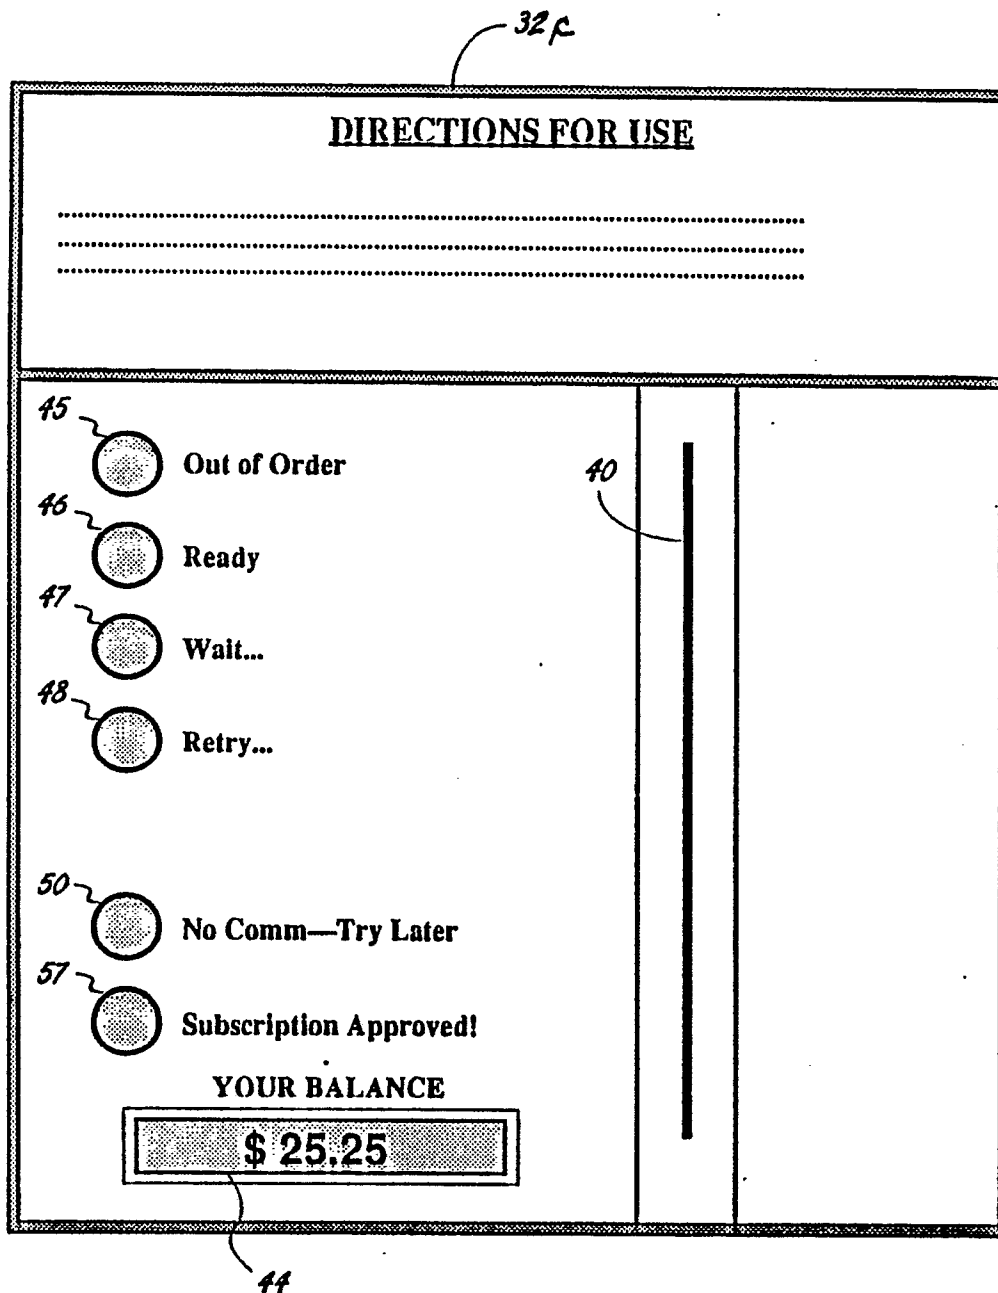 32c
DIRECTIONS FOR USE
45
Out of Order
40
46
Ready
47
Wait...
48
Retry...
50
No Comm—Try Later
57
Subscription Approved!
YOUR BALANCE
$ 25.25
44